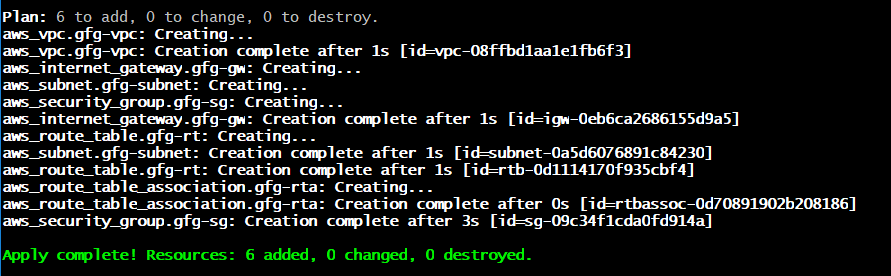 Plan: 6 to add, 0 to change, 0 to destroy.
aws_vpc.gfg-vpc: Creating...
aws_vpc.gfg-vpc: Creation complete after 1s [id=vpc-08ffbd1aa1e1fb6f3]
aws_internet_gateway.gfg-gw: Creating...
aws_subnet.gfg-subnet: Creating...
aws_security_group.gfg-sg: Creating...
aws_internet_gateway.gfg-gw: Creation complete after 1s [id=igw-0eb6ca2686155d9a5]
aws_route_table.gfg-rt: Creating...
aws_subnet.gfg-subnet: Creation complete after 1s [id=subnet-0a5d6076891c84230]
aws_route_table.gfg-rt: Creation complete after 1s [id=rtb-0d1114170f935cbf4]
aws_route_table_association.gfg-rta: Creating...
aws_route_table_association.gfg-rta: Creation complete after 0s [id=rtbassoc-0d70891902b208186]
aws_security_group.gfg-sg: Creation complete after 3s [id=sg-09c34f1cda0fd914a]
Apply complete! Resources: 6 added, 0 changed, 0 destroyed.